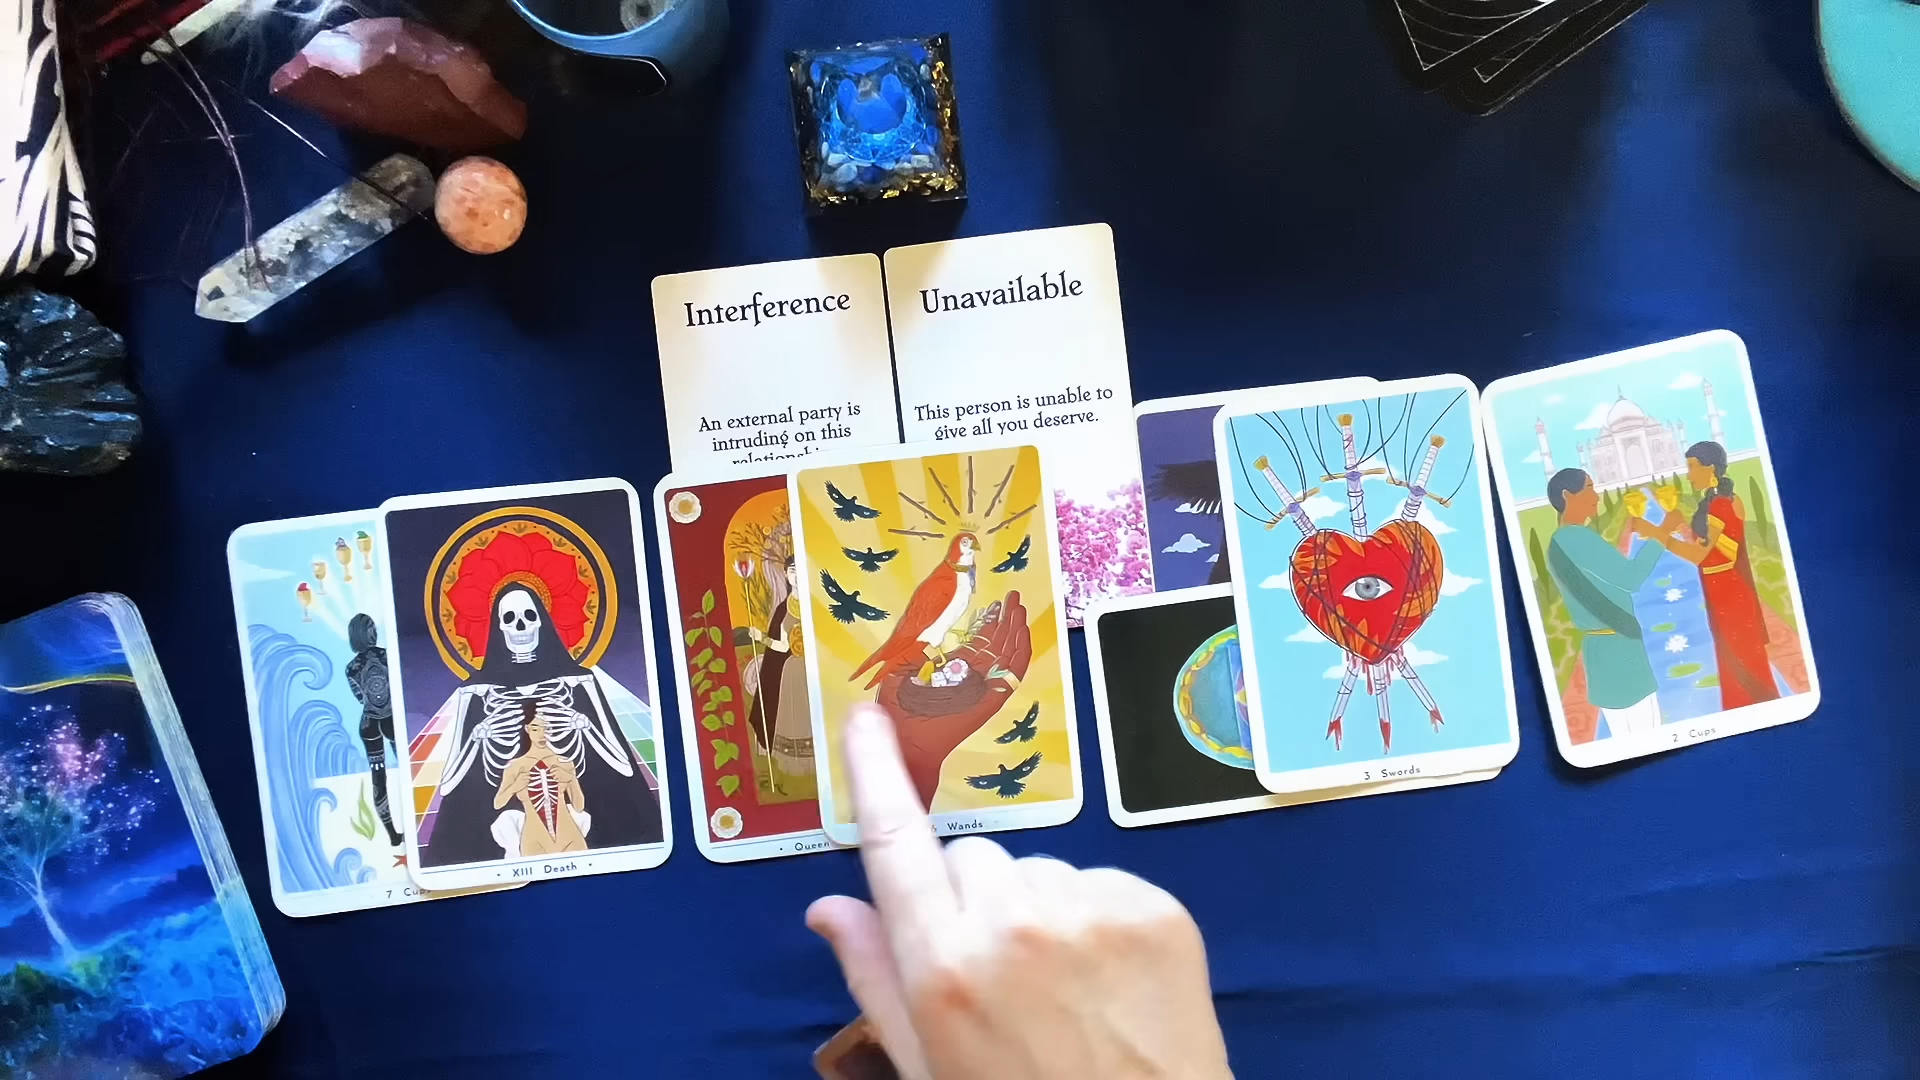 Interference
An external party is
intruding on this
Unavailable
This person is unable to
give all you deserve.
7
• XIII Death •
• Queen
Wands
3 Swords
2 Cups